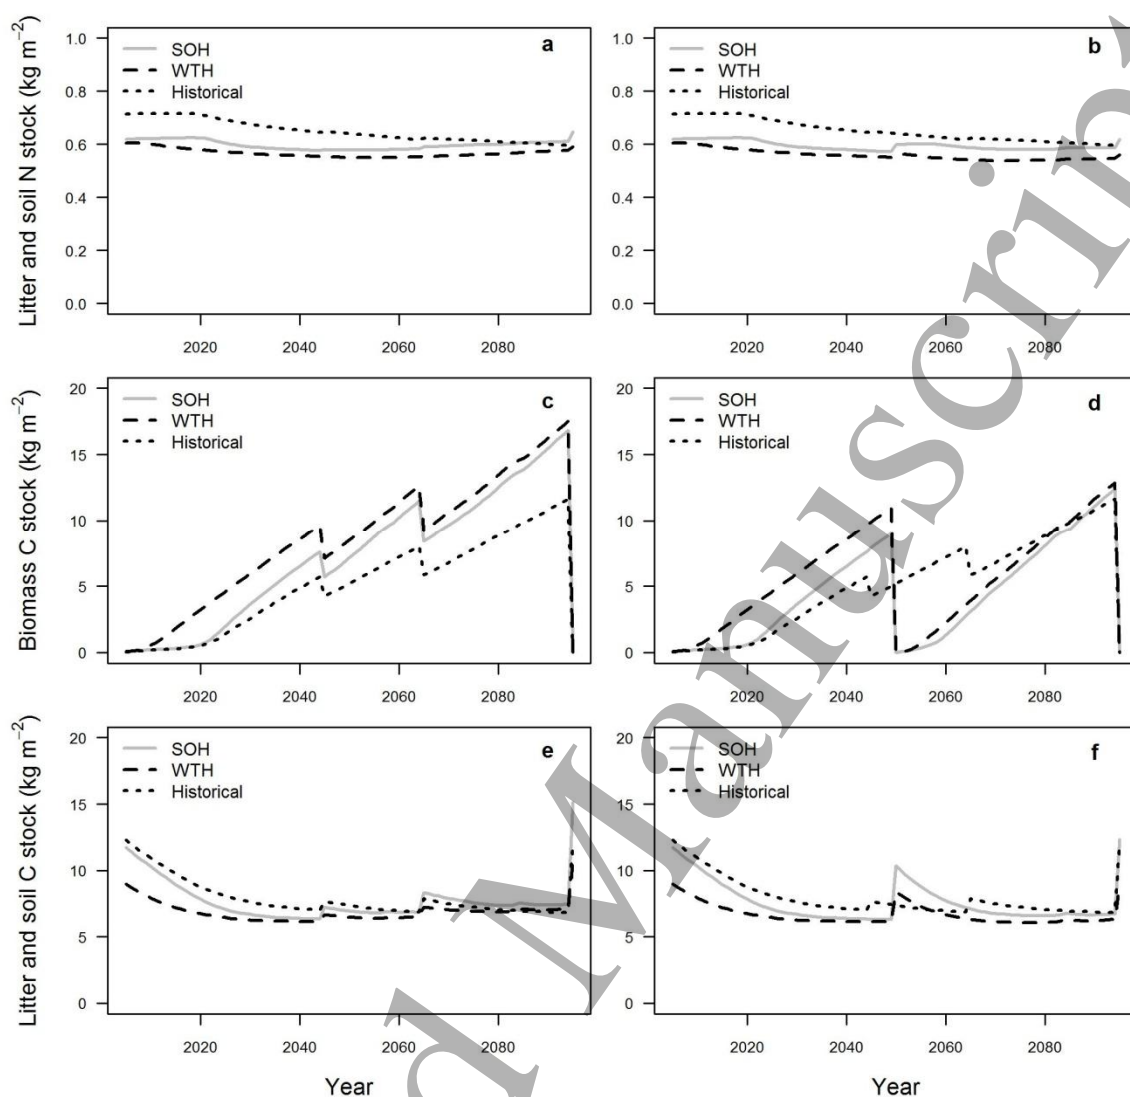 Litter and soil N stock (kg m⁻²)
1.0
0.8
0.6
0.4
0.2
0.0
SOH
WTH
Historical
a
2020 2040 2060 2080
SOH
WTH
Historical
b
1.0
0.8
0.6
0.4
0.2
0.0
2020 2040 2060 2080
Biomass C stock (kg m⁻²)
20
15
10
5
0
SOH
WTH
Historical
c
2020 2040 2060 2080
SOH
WTH
Historical
d
20
15
10
5
0
2020 2040 2060 2080
Litter and soil C stock (kg m⁻²)
20
15
10
5
0
SOH
WTH
Historical
e
2020 2040 2060 2080
Year
SOH
WTH
Historical
f
20
15
10
5
0
2020 2040 2060 2080
Year
d Manuscrip